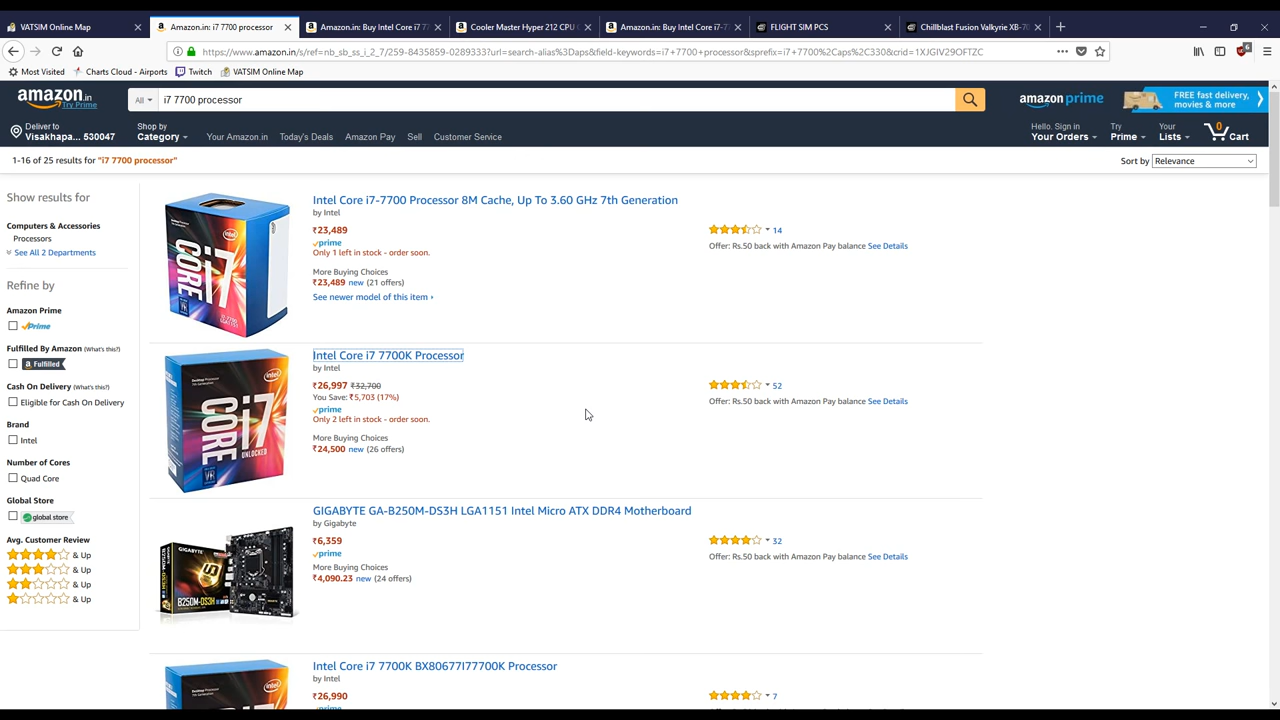 VATSIM Online Map
Amazon.in: i7 7700 processor
Amazon.in: Buy Intel Core i7 77
Cooler Master Hyper 212 CPU C
Amazon.in: Buy Intel Core i7-7
FLIGHT SIM PCS
Chillblast Fusion Valkyrie XB-70
https://www.amazon.in/s/ref=nb_sb_ss_i_2_7/259-8435859-0289333?url=search-alias%3Daps&field-keywords=i7+7700+processor&sprefix=i7+7700%2Caps%2C330&crid=1XJGIV29OFTZC
6
Most Visited
Charts Cloud - Airports
Twitch
VATSIM Online Map
amazon.in
Try Prime
All
i7 7700 processor
amazon prime
FREE fast delivery, movies & more
Deliver to
Visakhapa... 530047
Shop by
Category
Your Amazon.in
Today's Deals
Amazon Pay
Sell
Customer Service
Hello. Sign in
Your Orders
Try
Prime
Your
Lists
0
Cart
1-16 of 25 results for "i7 7700 processor"
Sort by
Relevance
Show results for
Computers & Accessories
Processors
See All 2 Departments
Refine by
Amazon Prime
Prime
Fulfilled By Amazon (What's this?)
Fulfilled
Cash On Delivery (What's this?)
Eligible for Cash On Delivery
Brand
Intel
Number of Cores
Quad Core
Global Store
global store
Avg. Customer Review
& Up
& Up
& Up
& Up
intel
CORE i7
Intel Core i7-7700 Processor 8M Cache, Up To 3.60 GHz 7th Generation
by Intel
₹23,489
prime
Only 1 left in stock - order soon.
More Buying Choices
₹23,489 new (21 offers)
See newer model of this item ›
14
Offer: Rs.50 back with Amazon Pay balance See Details
intel
CORE i7
UNLOCKED
VR
Intel Core i7 7700K Processor
by Intel
₹26,997 ₹32,700
You Save: ₹5,703 (17%)
prime
Only 2 left in stock - order soon.
More Buying Choices
₹24,500 new (26 offers)
52
Offer: Rs.50 back with Amazon Pay balance See Details
GIGABYTE
B250M-DS3H
GIGABYTE GA-B250M-DS3H LGA1151 Intel Micro ATX DDR4 Motherboard
by Gigabyte
₹6,359
prime
More Buying Choices
₹4,090.23 new (24 offers)
32
Offer: Rs.50 back with Amazon Pay balance See Details
intel
Intel Core i7 7700K BX80677I77700K Processor
by Intel
₹26,990
7